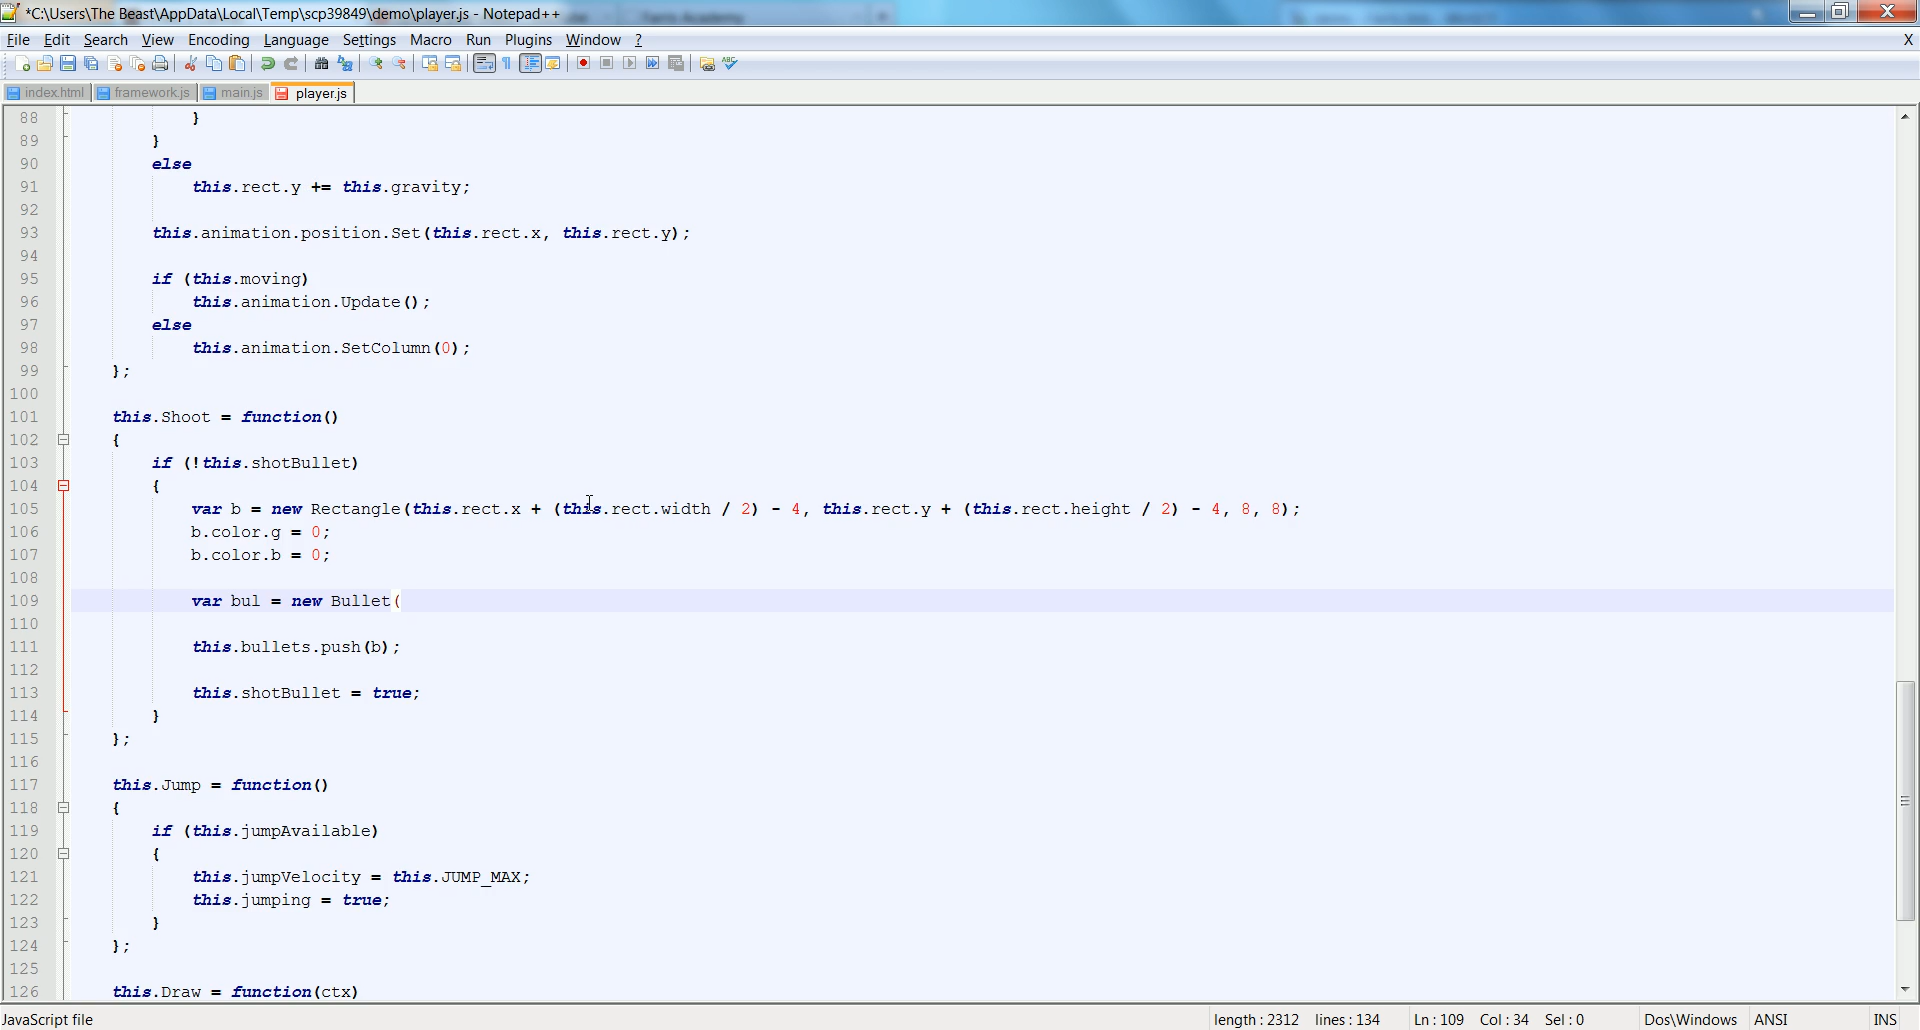 *C:\Users\The Beast\AppData\Local\Temp\scp39849\demo\player.js - Notepad++
File Edit Search View Encoding Language Settings Macro Run Plugins Window ? X
index.html framework.js main.js player.js
88 }
89 }
90 else
91 this.rect.y += this.gravity;
92
93 this.animation.position.Set(this.rect.x, this.rect.y);
94
95 if (this.moving)
96 this.animation.Update();
97 else
98 this.animation.SetColumn(0);
99 };
100
101 this.Shoot = function()
102 {
103 if (!this.shotBullet)
104 {
105 var b = new Rectangle(this.rect.x + (this.rect.width / 2) - 4, this.rect.y + (this.rect.height / 2) - 4, 8, 8);
106 b.color.g = 0;
107 b.color.b = 0;
108
109 var bul = new Bullet(
110
111 this.bullets.push(b);
112
113 this.shotBullet = true;
114 }
115 };
116
117 this.Jump = function()
118 {
119 if (this.jumpAvailable)
120 {
121 this.jumpVelocity = this.JUMP_MAX;
122 this.jumping = true;
123 }
124 };
125
126 this.Draw = function(ctx)
JavaScript file length : 2312 lines : 134 Ln : 109 Col : 34 Sel : 0 Dos\Windows ANSI INS